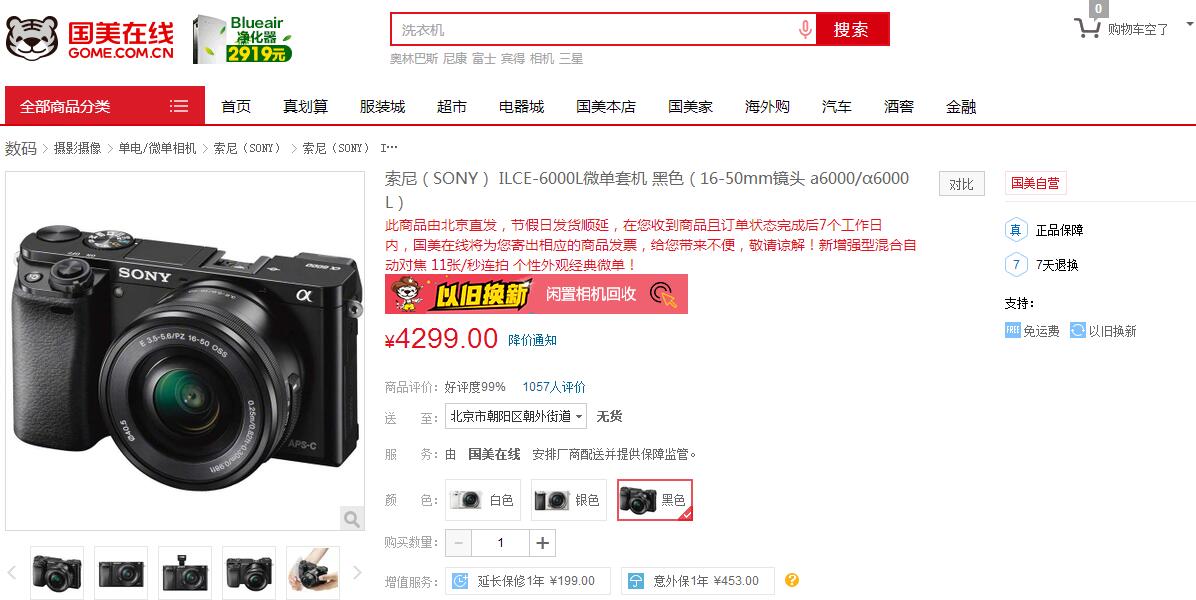 国美在线
GOME.COM.CN
Blueair
净化器
2919元
洗衣机
搜索
奥林巴斯 尼康 富士 宾得 相机 三星
0
购物车空了
全部商品分类
首页 真划算 服装城 超市 电器城 国美本店 国美家 海外购 汽车 酒窖 金融
数码 > 摄影摄像 > 单电/微单相机 > 索尼（SONY） > 索尼（SONY） I…
索尼（SONY） ILCE-6000L微单套机 黑色（16-50mm镜头 a6000/α6000
L）
对比
国美自营
此商品由北京直发，节假日发货顺延，在您收到商品且订单状态完成后7个工作日
内，国美在线将为您寄出相应的商品发票，给您带来不便，敬请谅解！新增强型混合自
动对焦 11张/秒连拍 个性外观经典微单！
真 正品保障
7 7天退换
支持：
FREE 免运费 以旧换新
以旧换新 闲置相机回收
¥4299.00 降价通知
商品评价: 好评度99% 1057人评价
送 至: 北京市朝阳区朝外街道 无货
服 务: 由 国美在线 安排厂商配送并提供保障监管。
颜 色: 白色 银色 黑色
购买数量: − 1 +
增值服务: 延长保修1年 ¥199.00 意外保1年 ¥453.00 ?
SONY
α
α6000
OFF ON
E 3.5-5.6/PZ 16-50 OSS
0.25m/0.82ft-0.30m/0.98ft
Ø40.5
APS-C